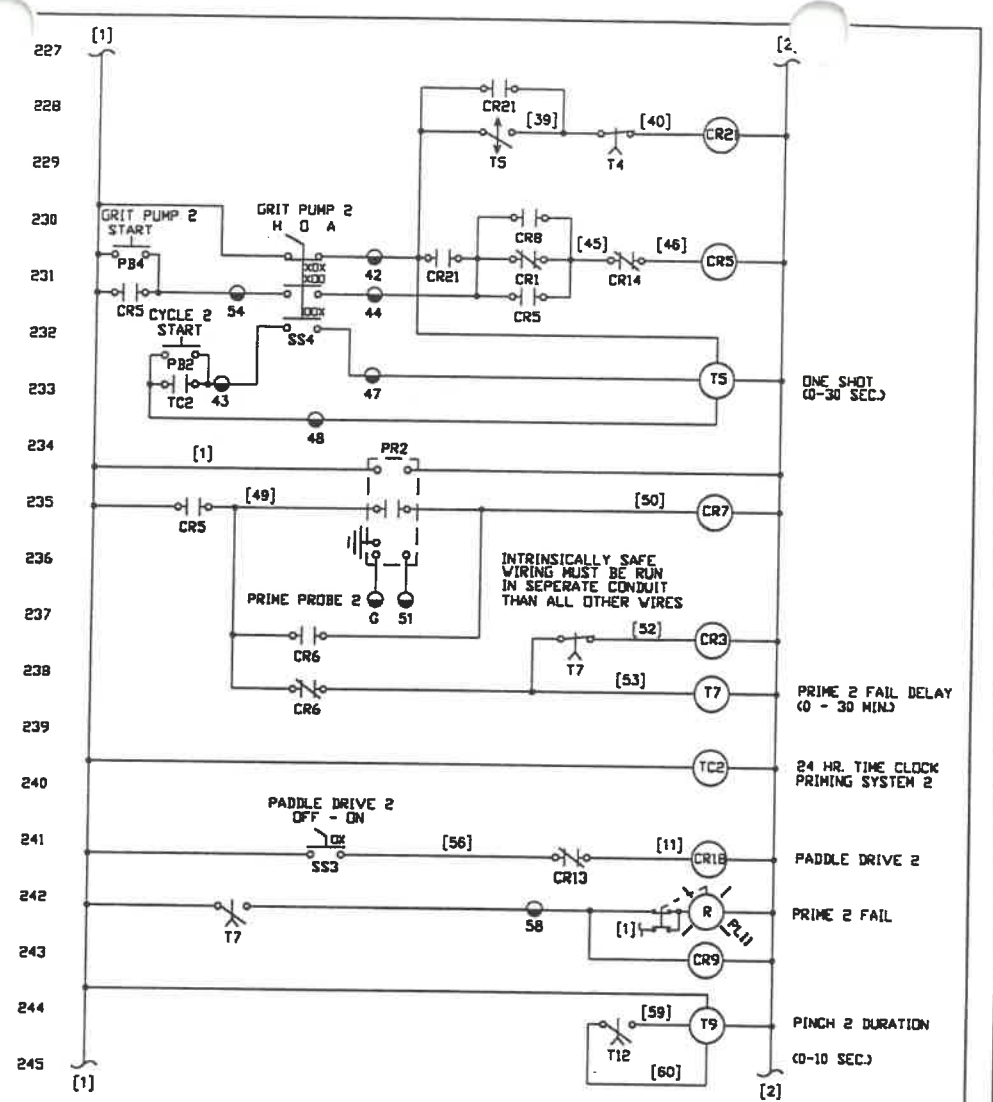 227 [1] [2]
228 CR21
[39] [40] CR21
229 T5 T4
230 GRIT PUMP 2 GRIT PUMP 2
START H O A
CR8 [45] [46]
231 PB4 XOX 42 CR21 CR1 CR14 CR5
XOO
CR5 54 44 CR5
CYCLE 2 OOX
232 START SS4
PB2
233 TC2 43 47 T5 ONE SHOT
(0-30 SEC.)
48
234 [1] PR2
235 [49] [50]
CR5 CR7
236 INTRINSICALLY SAFE
WIRING MUST BE RUN
IN SEPERATE CONDUIT
PRIME PROBE 2 G 51 THAN ALL OTHER WIRES
237 [52]
CR6 T7 CR3
238 [53]
CR6 T7 PRIME 2 FAIL DELAY
(0 - 30 MIN.)
239
TC2 24 HR. TIME CLOCK
240 PRIMING SYSTEM 2
PADDLE DRIVE 2
OFF - ON
241 OX [56] [11]
SS3 CR13 CR18 PADDLE DRIVE 2
242 T7 58 [1] R PL11 PRIME 2 FAIL
243 CR9
244 [59]
T12 T9 PINCH 2 DURATION
245 [60] (0-10 SEC.)
[1] [2]